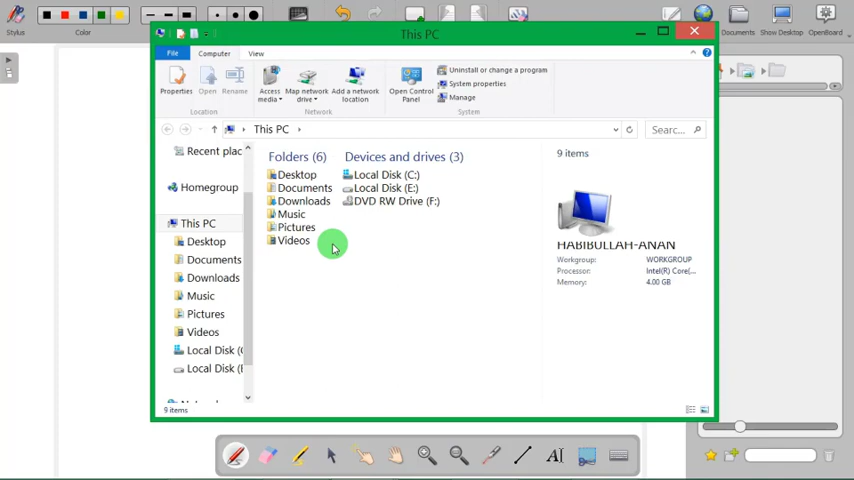 Stylus
Color
Documents
Show Desktop
OpenBoard
This PC
File
Computer
View
Properties
Open
Rename
Access media
Map network drive
Add a network location
Open Control Panel
Uninstall or change a program
System properties
Manage
Location
Network
System
This PC
Searc...
Recent plac
Homegroup
This PC
Desktop
Documents
Downloads
Music
Pictures
Videos
Local Disk (C
Local Disk (E
Folders (6)
Desktop
Documents
Downloads
Music
Pictures
Videos
Devices and drives (3)
Local Disk (C:)
Local Disk (E:)
DVD RW Drive (F:)
9 items
HABIBULLAH-ANAN
Workgroup: WORKGROUP
Processor: Intel(R) Core(...
Memory: 4.00 GB
9 items